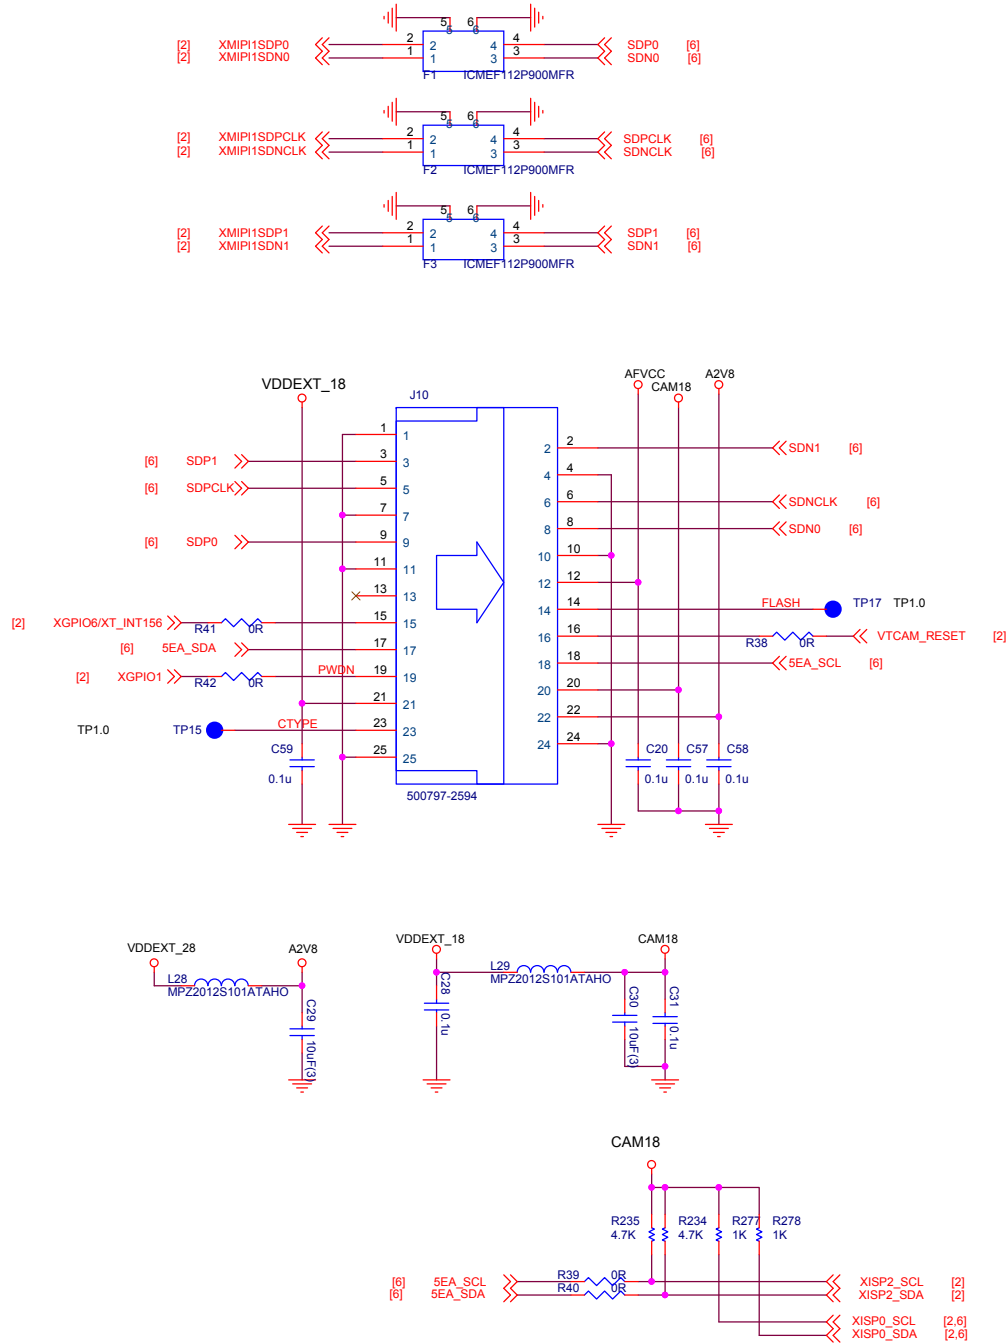 5 6
5 6
[2] XMIPI1SDP0 2 2 4 4 SDP0 [6]
[2] XMIPI1SDN0 1 1 3 3 SDN0 [6]
F1 ICMEF112P900MFR
5 6
5 6
[2] XMIPI1SDPCLK 2 2 4 4 SDPCLK [6]
[2] XMIPI1SDNCLK 1 1 3 3 SDNCLK [6]
F2 ICMEF112P900MFR
5 6
5 6
[2] XMIPI1SDP1 2 2 4 4 SDP1 [6]
[2] XMIPI1SDN1 1 1 3 3 SDN1 [6]
F3 ICMEF112P900MFR
AFVCC A2V8
VDDEXT_18 CAM18
J10
1 1
2 2 SDN1 [6]
[6] SDP1 3 3
4 4
[6] SDPCLK 5 5
6 6 SDNCLK [6]
7 7
8 8 SDN0 [6]
[6] SDP0 9 9
10 10
11 11
12 12
13 13
14 14 FLASH TP17 TP1.0
[2] XGPIO6/XT_INT156 R41 0R 15 15
16 16 R38 0R VTCAM_RESET [2]
[6] 5EA_SDA 17 17
18 18 5EA_SCL [6]
[2] XGPIO1 R42 0R PWDN 19 19
20 20
21 21
22 22
TP1.0 TP15 CTYPE 23 23
24 24
25 25
C59 C20 C57 C58
0.1u 0.1u 0.1u 0.1u
500797-2594
VDDEXT_28 A2V8 VDDEXT_18 CAM18
L28 L29
MPZ2012S101ATAHO MPZ2012S101ATAHO
C29 C28 C30 C31
10uF(3) 0.1u 10uF(3) 0.1u
CAM18
R235 R234 R277 R278
4.7K 4.7K 1K 1K
[6] 5EA_SCL R39 0R XISP2_SCL [2]
[6] 5EA_SDA R40 0R XISP2_SDA [2]
XISP0_SCL [2,6]
XISP0_SDA [2,6]